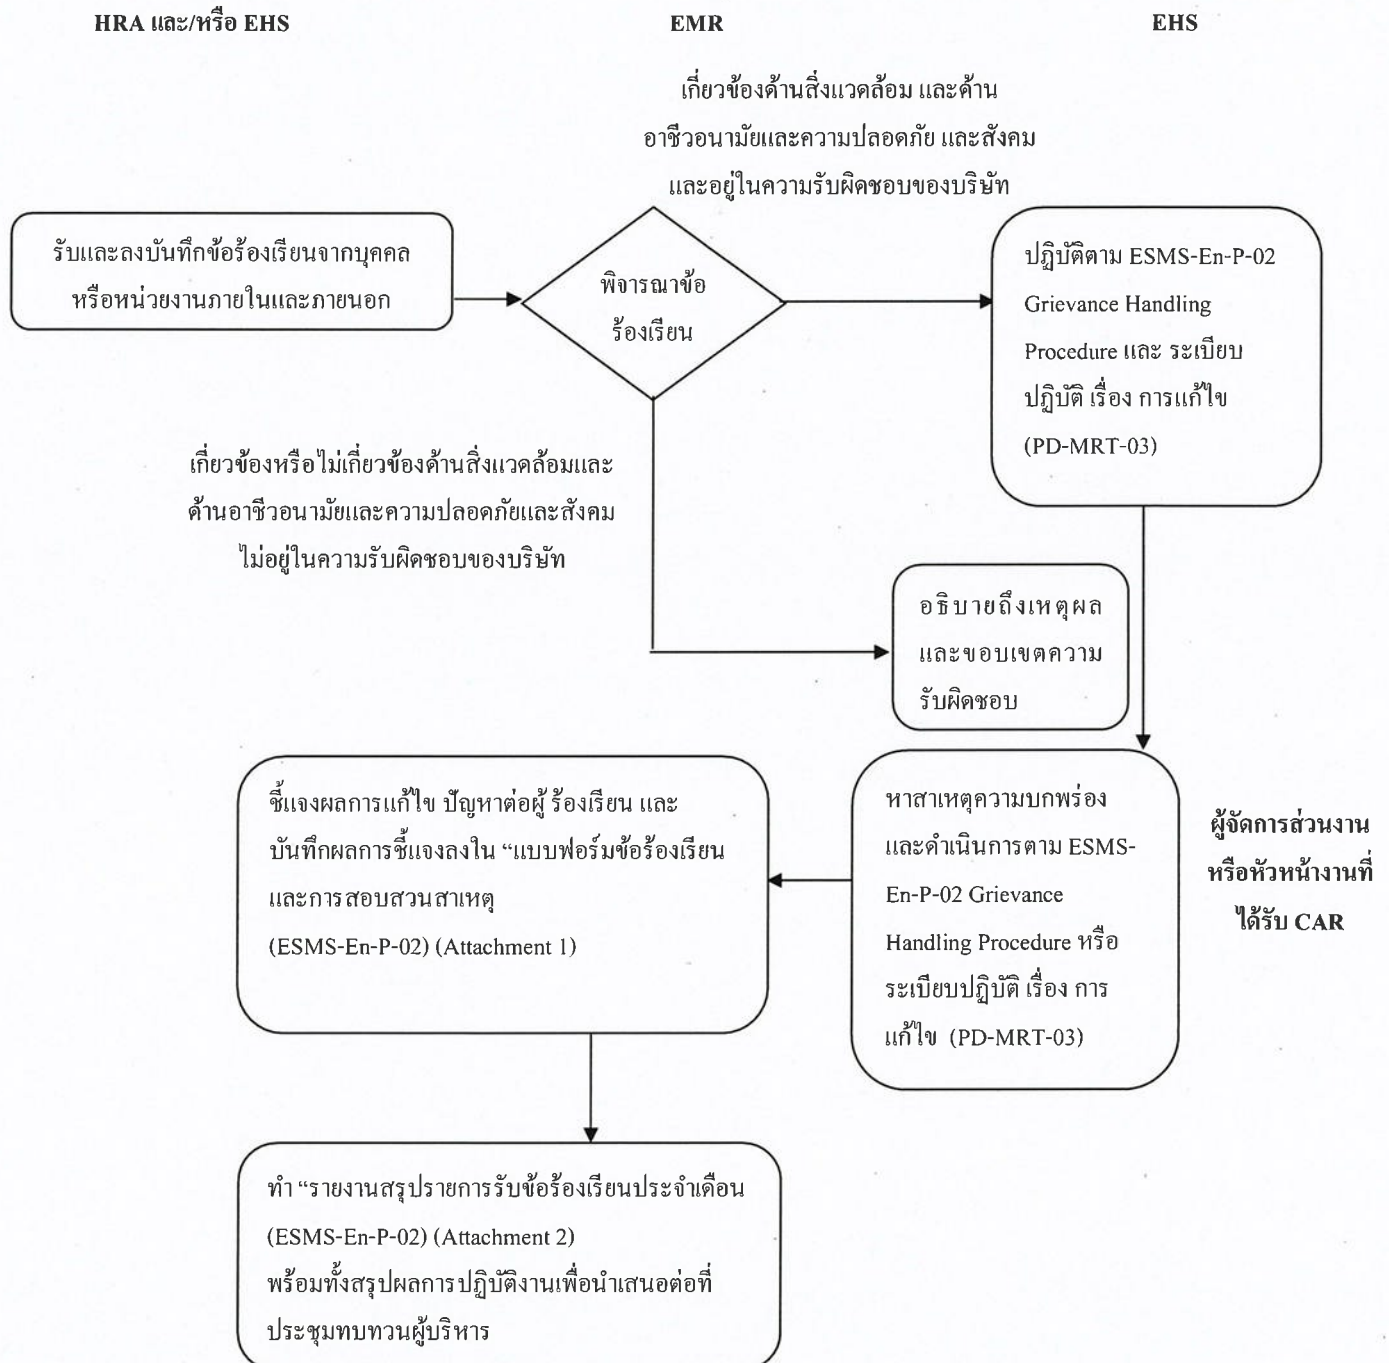 HRA และ/หรือ EHS
EMR
EHS
เกี่ยวข้องด้านสิ่งแวดล้อม และด้าน
อาชีวอนามัยและความปลอดภัย และสังคม
และอยู่ในความรับผิดชอบของบริษัท
รับและลงบันทึกข้อร้องเรียนจากบุคคล
หรือหน่วยงานภายในและภายนอก
พิจารณาข้อ
ร้องเรียน
ปฏิบัติตาม ESMS-En-P-02
Grievance Handling
Procedure และ ระเบียบ
ปฏิบัติ เรื่อง การแก้ไข
(PD-MRT-03)
เกี่ยวข้องหรือไม่เกี่ยวข้องด้านสิ่งแวดล้อมและ
ด้านอาชีวอนามัยและความปลอดภัยและสังคม
ไม่อยู่ในความรับผิดชอบของบริษัท
อธิบายถึงเหตุผล
และขอบเขตความ
รับผิดชอบ
หาสาเหตุความบกพร่อง
และดำเนินการตาม ESMS-
En-P-02 Grievance
Handling Procedure หรือ
ระเบียบปฏิบัติ เรื่อง การ
แก้ไข (PD-MRT-03)
ผู้จัดการส่วนงาน
หรือหัวหน้างานที่
ได้รับ CAR
ชี้แจงผลการแก้ไข ปัญหาต่อผู้ ร้องเรียน และ
บันทึกผลการชี้แจงลงใน “แบบฟอร์มข้อร้องเรียน
และการสอบสวนสาเหตุ
(ESMS-En-P-02) (Attachment 1)
ทำ “รายงานสรุปรายการรับข้อร้องเรียนประจำเดือน
(ESMS-En-P-02) (Attachment 2)
พร้อมทั้งสรุปผลการปฏิบัติงานเพื่อนำเสนอต่อที่
ประชุมทบทวนผู้บริหาร